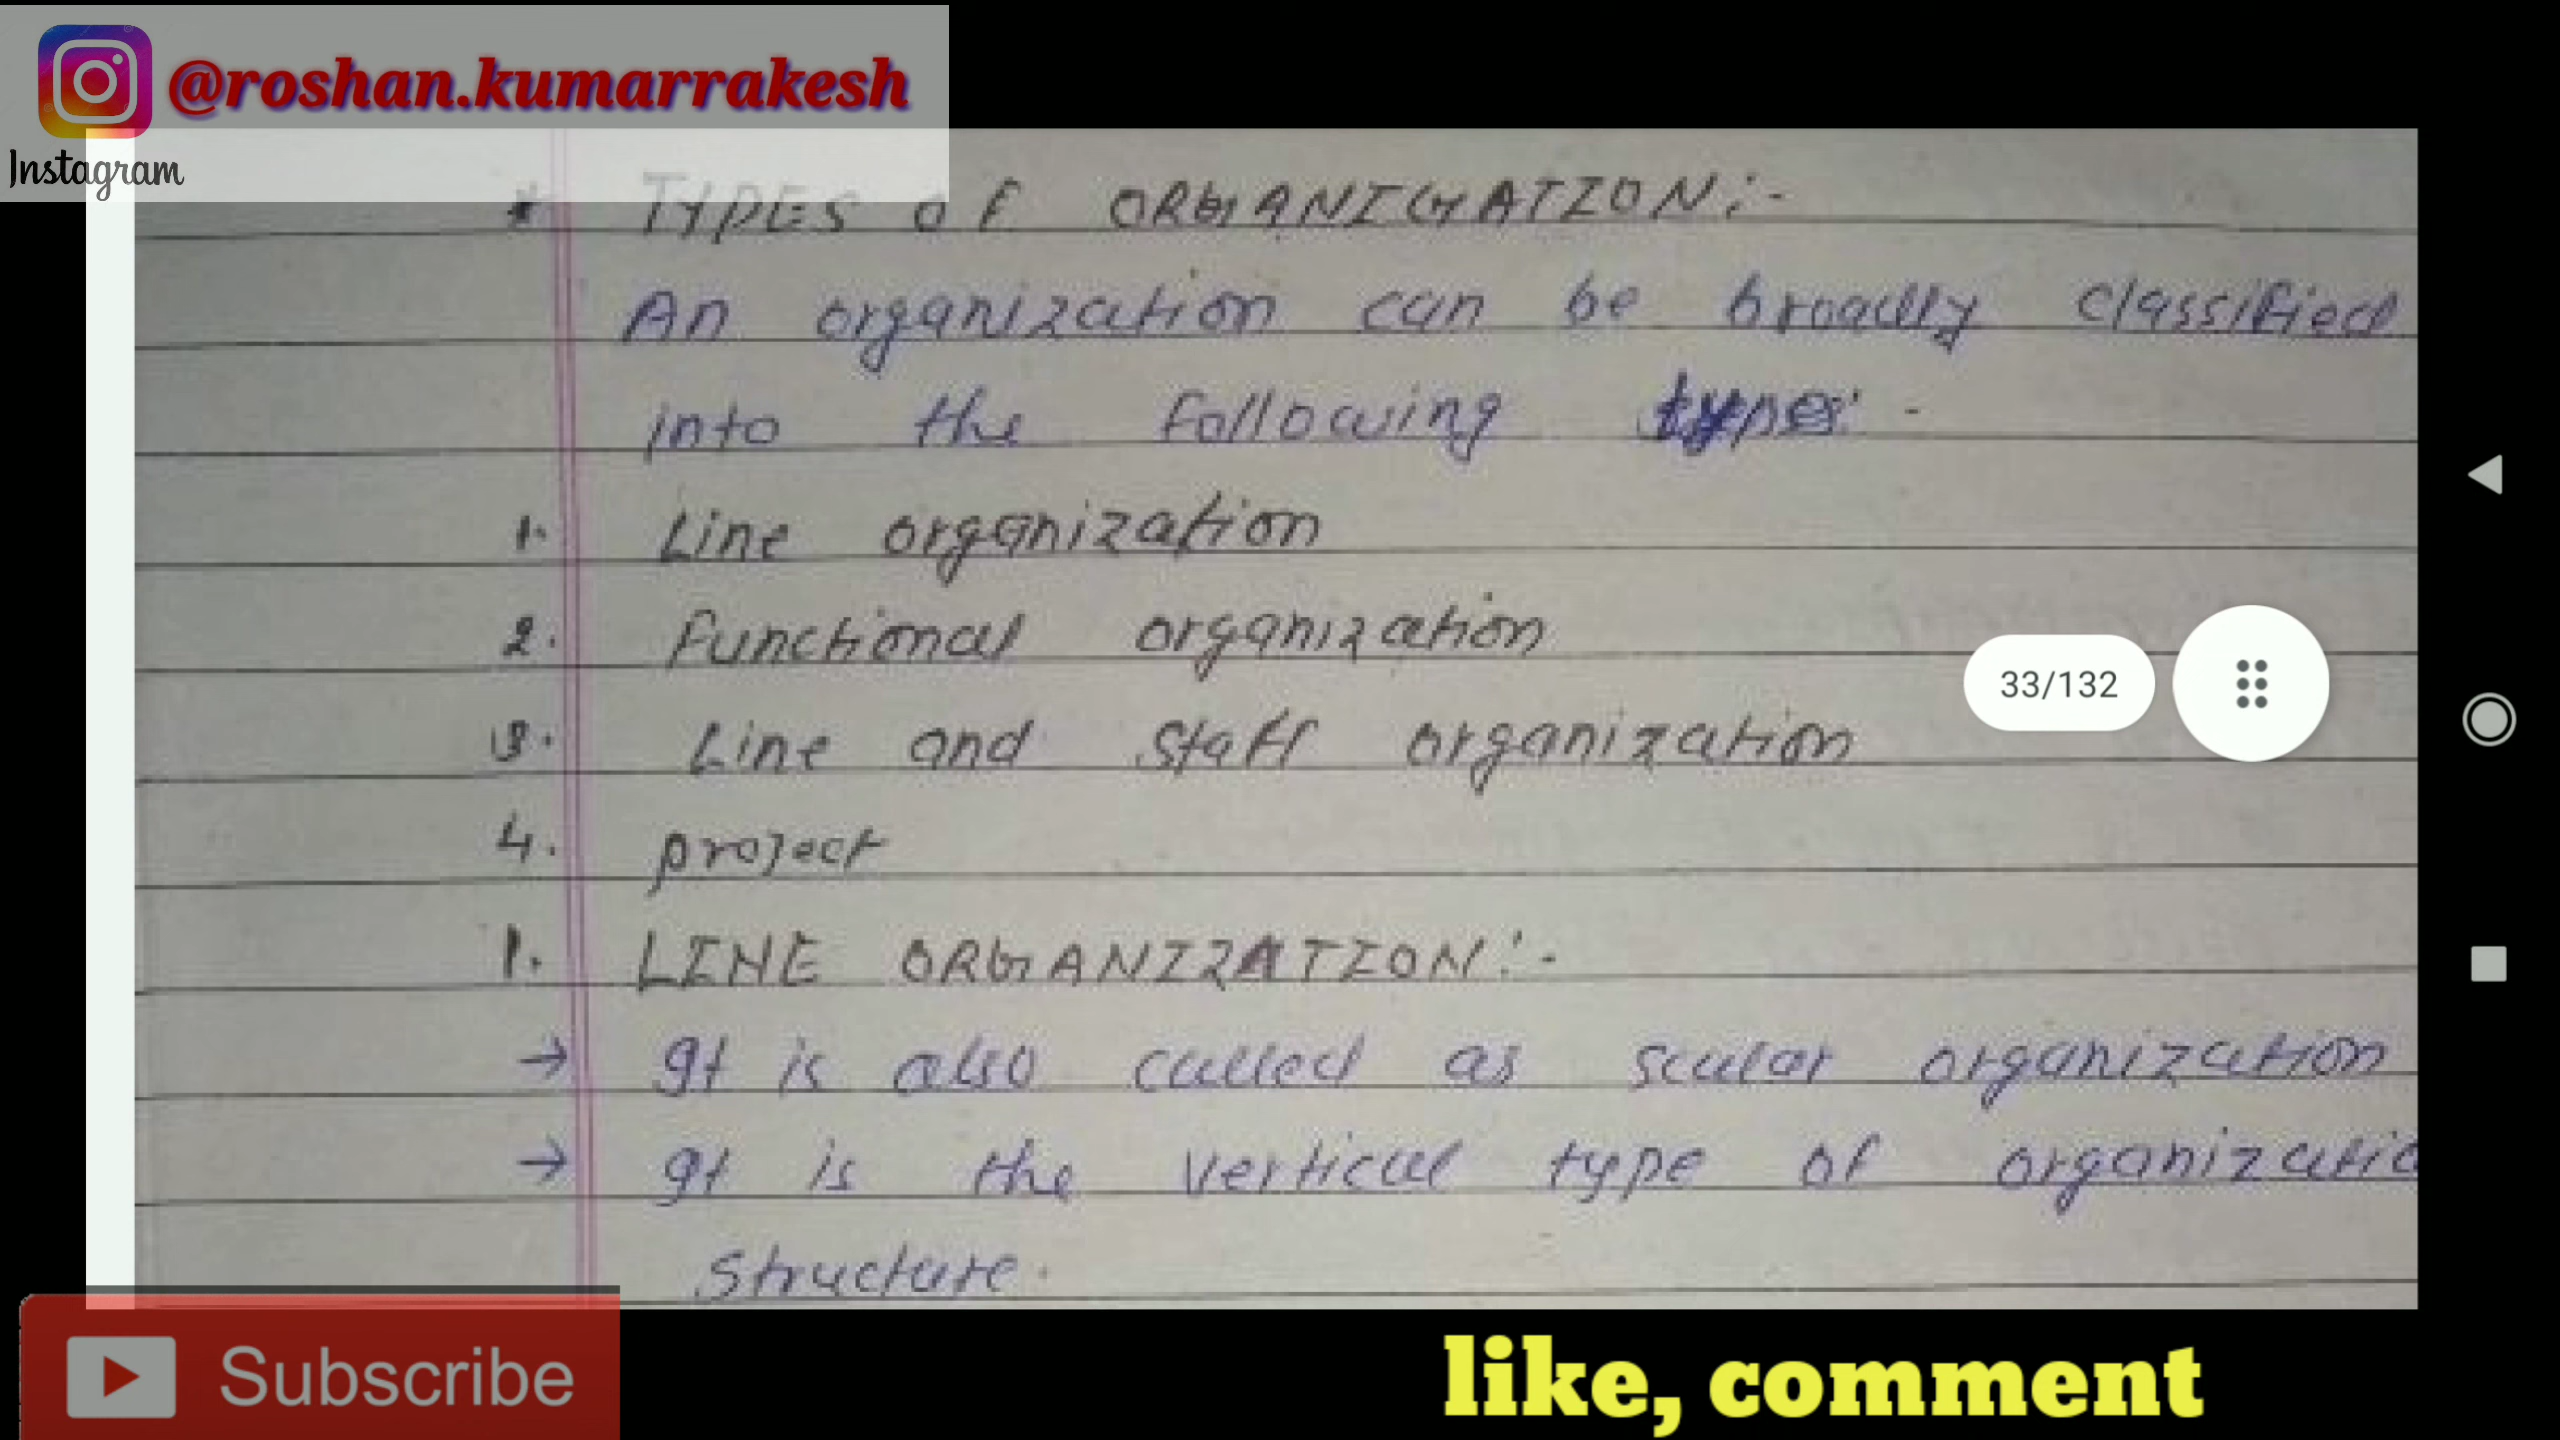 @roshan.kumarrakesh
Instagram
* TYPES OF ORGANIGATION:-
An organization can be broadly classified
into the following types:-
1. Line organization
2. Functional organization
3. Line and staff organization
4. project
1. LINE ORGANIZATION:-
→ It is also called as scalar organization
→ It is the vertical type of organizatio
structure.
33/132
Subscribe
like, comment